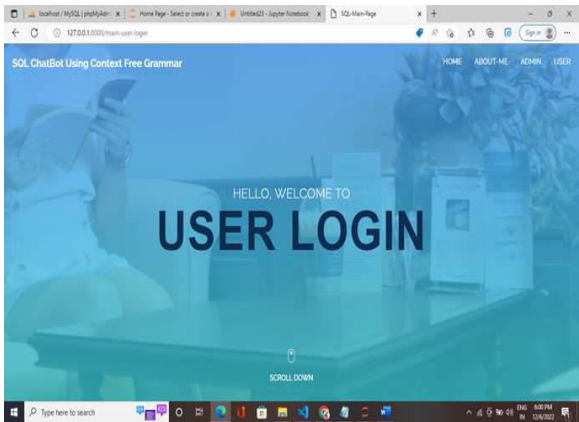 localhost / MySQL | phpMyAdm
Home Page - Select or create a
Untitled23 - Jupyter Notebook
SQL-Main-Page
127.0.0.1:8000/main-user-login
Sign in
SQL ChatBot Using Context Free Grammar
HOME ABOUT-ME ADMIN USER
HELLO, WELCOME TO
USER LOGIN
SCROLL DOWN
Type here to search
ENG 6:00 PM
IN 12/6/2022